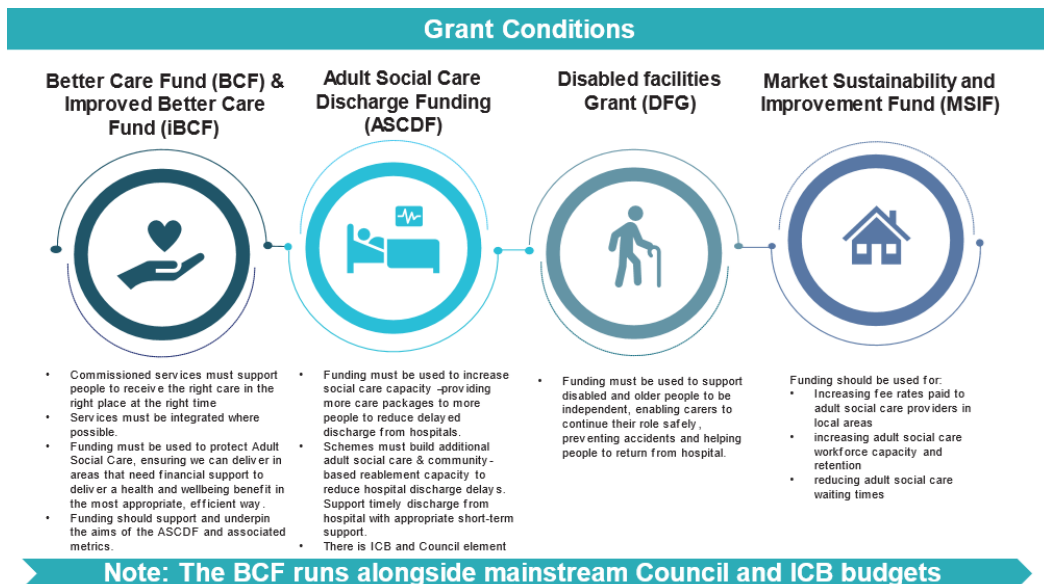 Grant Conditions
Better Care Fund (BCF) &
Improved Better Care
Fund (iBCF)
• Commissioned services must support
people to receive the right care in the
right place at the right time
• Services must be integrated where
possible.
• Funding must be used to protect Adult
Social Care, ensuring we can deliver in
areas that need financial support to
deliver a health and wellbeing benefit in
the most appropriate, efficient way.
• Funding should support and underpin
the aims of the ASCDF and associated
metrics.
Adult Social Care
Discharge Funding
(ASCDF)
• Funding must be used to increase
social care capacity –providing
more care packages to more
people to reduce delayed
discharge from hospitals.
• Schemes must build additional
adult social care & community-
based reablement capacity to
reduce hospital discharge delays.
Support timely discharge from
hospital with appropriate short-term
support.
• There is ICB and Council element
Disabled facilities
Grant (DFG)
• Funding must be used to support
disabled and older people to be
independent, enabling carers to
continue their role safely,
preventing accidents and helping
people to return from hospital.
Market Sustainability and
Improvement Fund (MSIF)
Funding should be used for:
• Increasing fee rates paid to
adult social care providers in
local areas
• increasing adult social care
workforce capacity and
retention
• reducing adult social care
waiting times
Note: The BCF runs alongside mainstream Council and ICB budgets